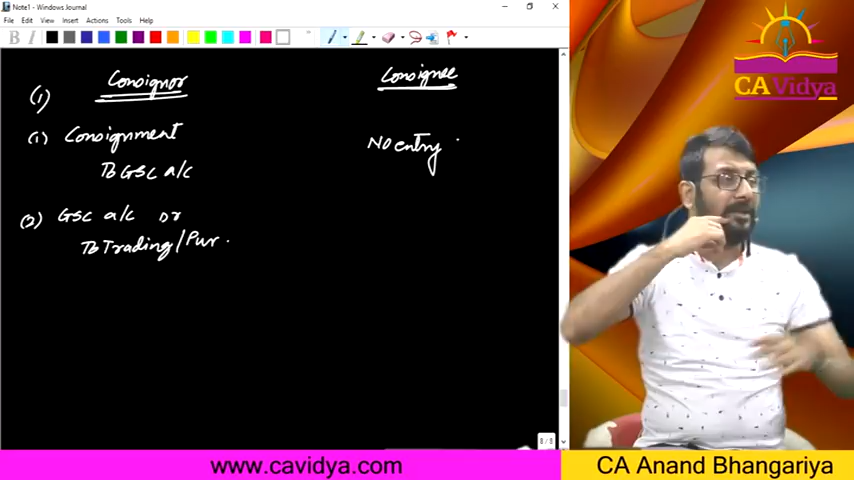 Note1 - Windows Journal
File Edit View Insert Actions Tools Help
B I
Consignor
Consignee
(1)
(1) Consignment
To GSC a/c
No entry
(2) GSC a/c Dr
To Trading/Pur.
8 / 8
CA Vidya
www.cavidya.com
CA Anand Bhangariya